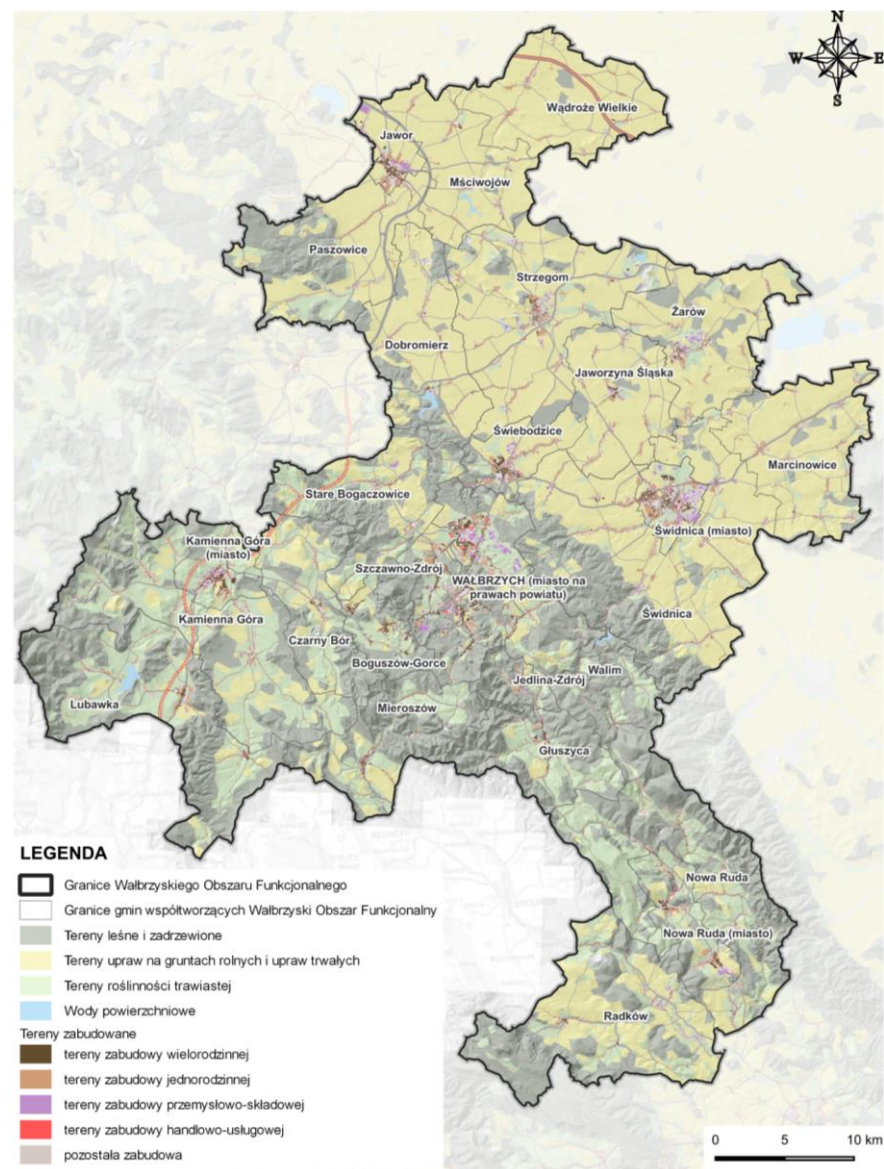 N
W E
S
Wądroże Wielkie
Jawor
Mściwojów
Paszowice
Strzegom
Żarów
Dobromierz
Jaworzyna Śląska
Świebodzice
Marcinowice
Stare Bogaczowice
Świdnica (miasto)
Kamienna Góra
(miasto)
Szczawno-Zdrój
WAŁBRZYCH (miasto na
prawach powiatu)
Kamienna Góra
Świdnica
Czarny Bór
Boguszów-Gorce
Walim
Jedlina-Zdrój
Lubawka
Mieroszów
Głuszyca
Nowa Ruda
Nowa Ruda (miasto)
Radków
LEGENDA
Granice Wałbrzyskiego Obszaru Funkcjonalnego
Granice gmin współtworzących Wałbrzyski Obszar Funkcjonalny
Tereny leśne i zadrzewione
Tereny upraw na gruntach rolnych i upraw trwałych
Tereny roślinności trawiastej
Wody powierzchniowe
Tereny zabudowane
tereny zabudowy wielorodzinnej
tereny zabudowy jednorodzinnej
tereny zabudowy przemysłowo-składowej
tereny zabudowy handlowo-usługowej
pozostała zabudowa
0 5 10 km